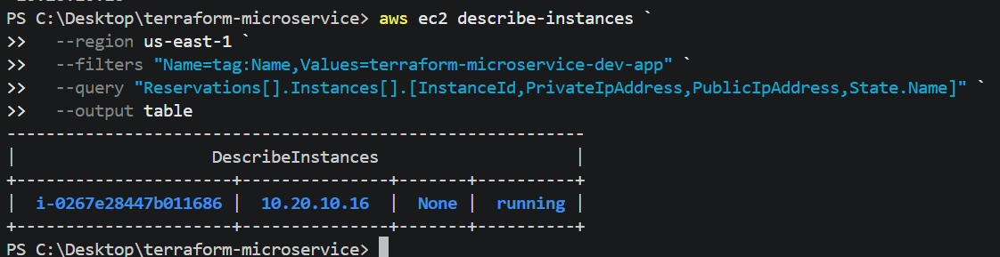 PS C:\Desktop\terraform-microservice> aws ec2 describe-instances `
>>   --region us-east-1 `
>>   --filters "Name=tag:Name,Values=terraform-microservice-dev-app" `
>>   --query "Reservations[].Instances[].[InstanceId,PrivateIpAddress,PublicIpAddress,State.Name]" `
>>   --output table
-----------------------------------------------------------
|                    DescribeInstances                    |
+----------------------+---------------+-------+----------+
|  i-0267e28447b011686 |  10.20.10.16  |  None |  running |
+----------------------+---------------+-------+----------+
PS C:\Desktop\terraform-microservice>